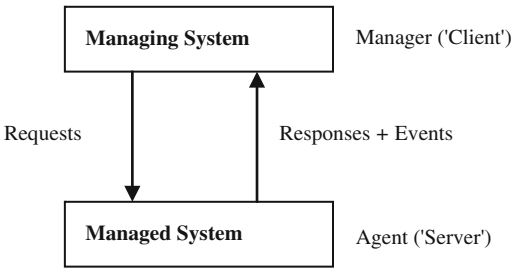 Managing System
Manager ('Client')
Requests
Responses + Events
Managed System
Agent ('Server')